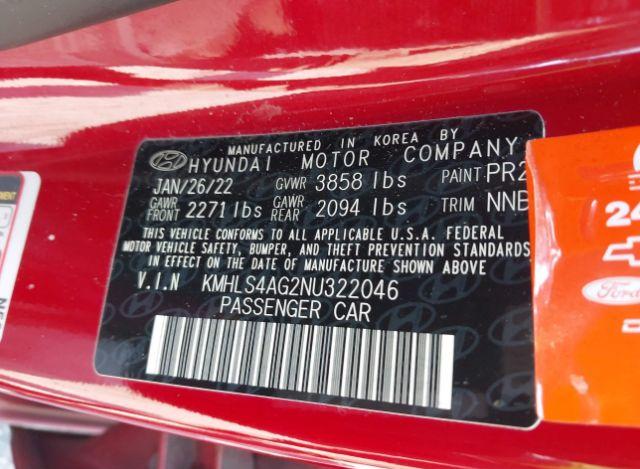 MANUFACTURED IN KOREA BY
HYUNDAI MOTOR COMPANY
JAN/26/22 GVWR 3858 lbs PAINT PR2
GAWR FRONT 2271 lbs GAWR REAR 2094 lbs TRIM NNB
THIS VEHICLE CONFORMS TO ALL APPLICABLE U.S.A. FEDERAL
MOTOR VEHICLE SAFETY, BUMPER, AND THEFT PREVENTION STANDARDS
IN EFFECT ON THE DATE OF MANUFACTURE SHOWN ABOVE
V.I.N KMHLS4AG2NU322046
PASSENGER CAR
Ford